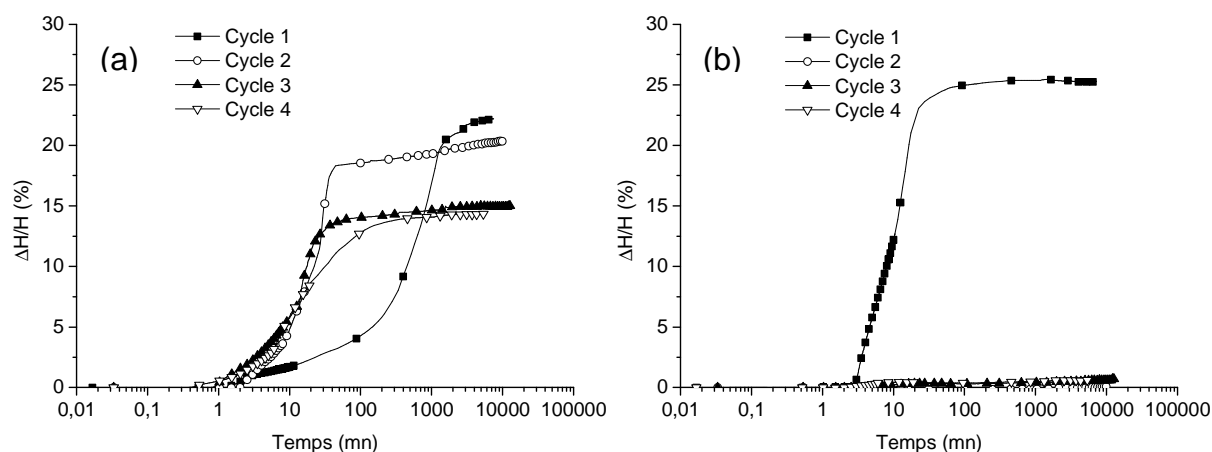 (a)
Cycle 1
Cycle 2
Cycle 3
Cycle 4
30
25
20
15
10
5
0
ΔH/H (%)
0,01 0,1 1 10 100 1000 10000 100000
Temps (mn)
(b)
Cycle 1
Cycle 2
Cycle 3
Cycle 4
30
25
20
15
10
5
0
ΔH/H (%)
0,01 0,1 1 10 100 1000 10000 100000
Temps (mn)